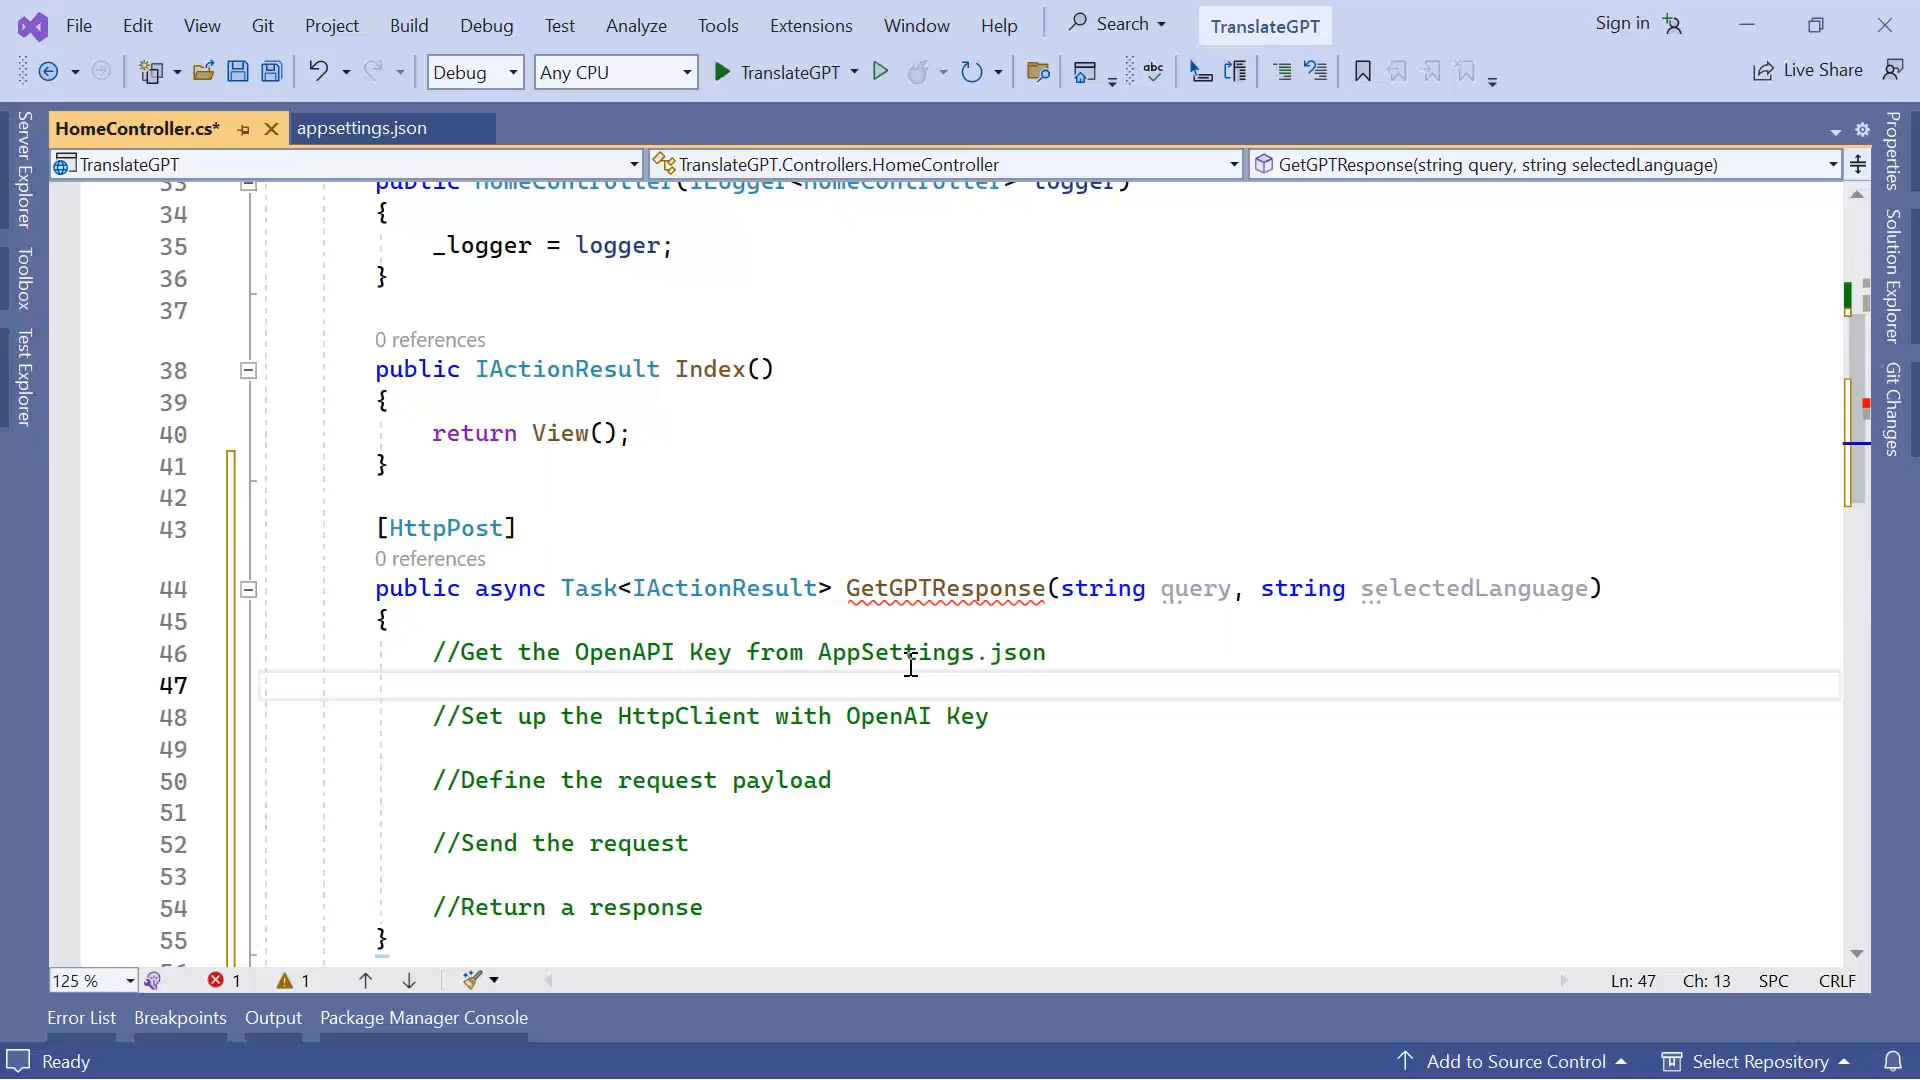 File Edit View Git Project Build Debug Test Analyze Tools Extensions Window Help Search TranslateGPT Sign in
Debug Any CPU TranslateGPT Live Share
HomeController.cs* appsettings.json
TranslateGPT TranslateGPT.Controllers.HomeController GetGPTResponse(string query, string selectedLanguage)
Server Explorer
Toolbox
Test Explorer
Properties
Solution Explorer
Git Changes
33 public HomeController(ILogger<HomeController> logger)
34 {
35 _logger = logger;
36 }
37
0 references
38 public IActionResult Index()
39 {
40 return View();
41 }
42
43 [HttpPost]
0 references
44 public async Task<IActionResult> GetGPTResponse(string query, string selectedLanguage)
45 {
46 //Get the OpenAPI Key from AppSettings.json
47
48 //Set up the HttpClient with OpenAI Key
49
50 //Define the request payload
51
52 //Send the request
53
54 //Return a response
55 }
125 % 1 1 Ln: 47 Ch: 13 SPC CRLF
Error List Breakpoints Output Package Manager Console
Ready Add to Source Control Select Repository